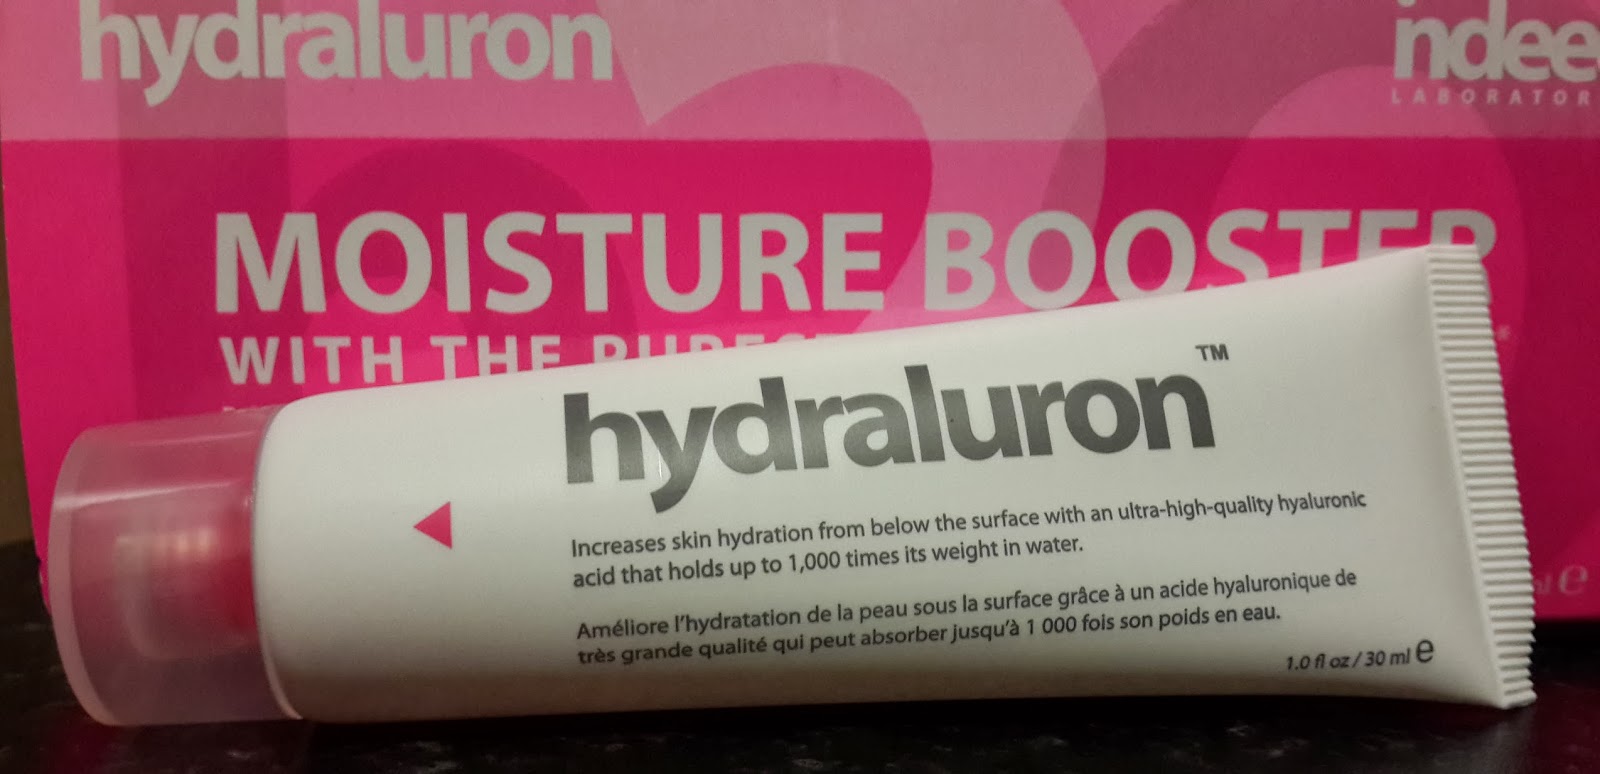 hydraluron
indee
LABORATOR
MOISTURE BOOSTER
WITH THE PUREST
hydraluron™
Increases skin hydration from below the surface with an ultra-high-quality hyaluronic
acid that holds up to 1,000 times its weight in water.
Améliore l'hydratation de la peau sous la surface grâce à un acide hyaluronique de
très grande qualité qui peut absorber jusqu'à 1 000 fois son poids en eau.
1.0 fl oz / 30 ml e